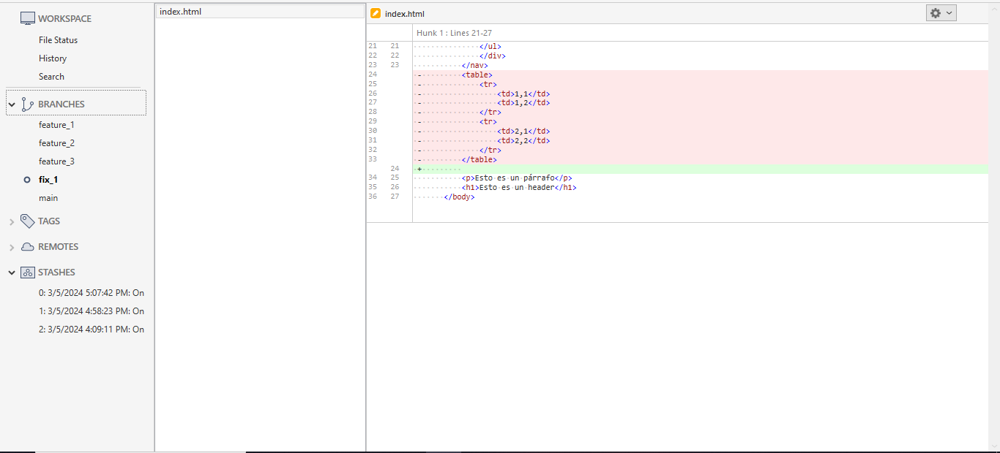 WORKSPACE
File Status
History
Search
BRANCHES
feature_1
feature_2
feature_3
fix_1
main
TAGS
REMOTES
STASHES
0: 3/5/2024 5:07:42 PM: On
1: 3/5/2024 4:58:23 PM: On
2: 3/5/2024 4:09:11 PM: On
index.html
index.html
Hunk 1 : Lines 21-27
21 21 </ul>
22 22 </div>
23 23 </nav>
24 - <table>
25 - <tr>
26 - <td>1,1</td>
27 - <td>1,2</td>
28 - </tr>
29 - <tr>
30 - <td>2,1</td>
31 - <td>2,2</td>
32 - </tr>
33 - </table>
24 +
34 25 <p>Esto es un párrafo</p>
35 26 <h1>Esto es un header</h1>
36 27 </body>